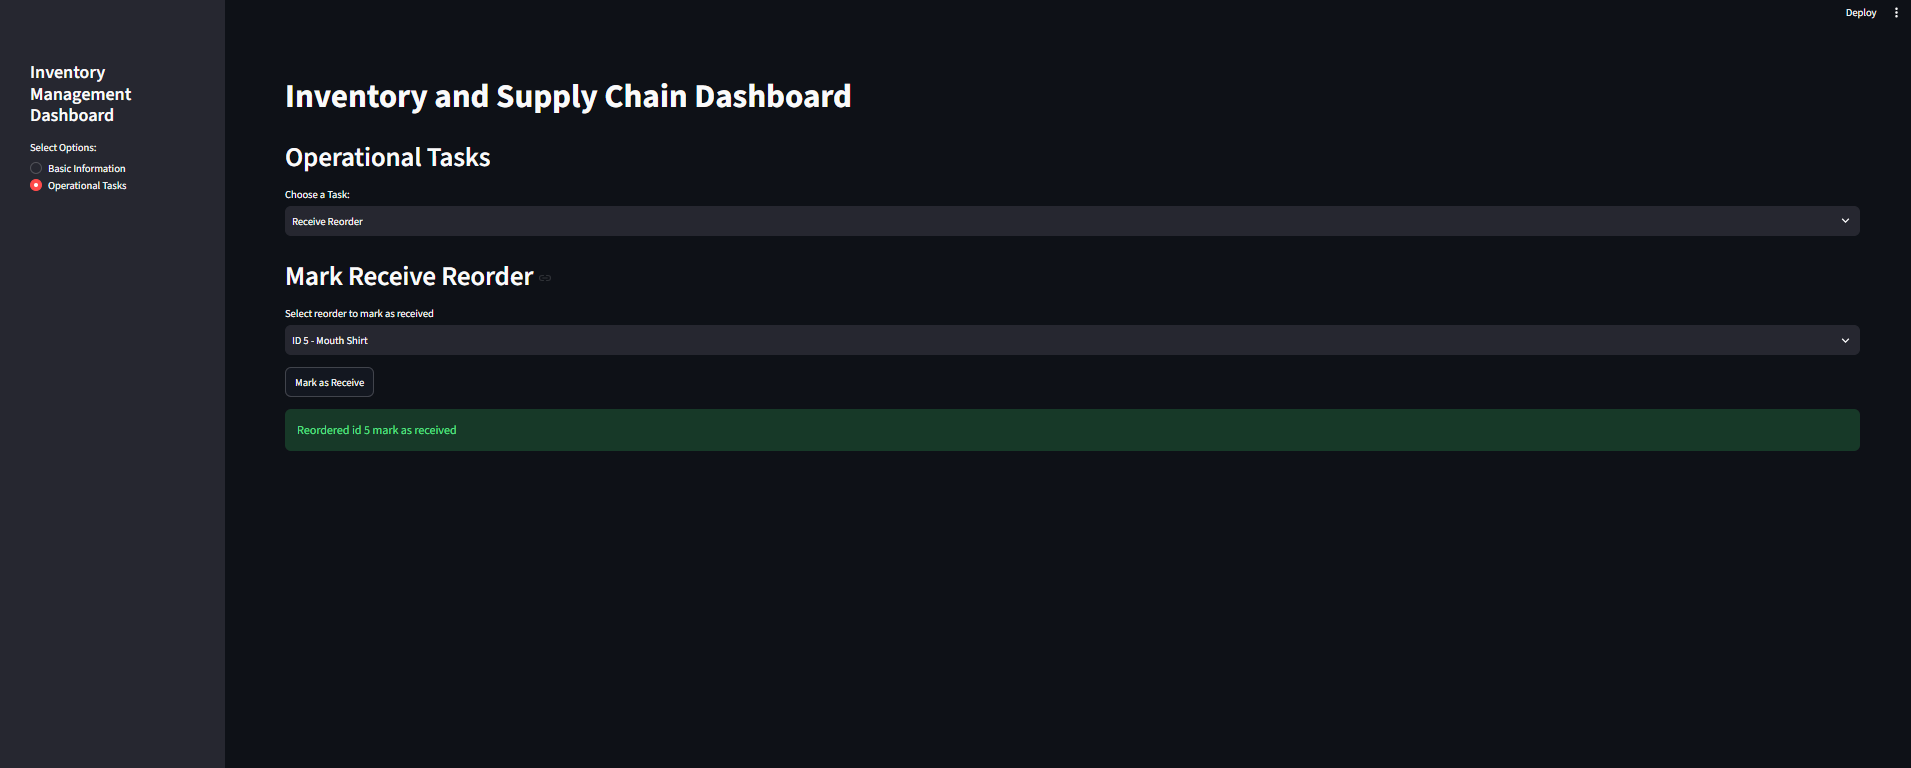 Deploy
Inventory
Management
Dashboard
Select Options:
Basic Information
Operational Tasks
Inventory and Supply Chain Dashboard
Operational Tasks
Choose a Task:
Receive Reorder
Mark Receive Reorder
Select reorder to mark as received
ID 5 - Mouth Shirt
Mark as Receive
Reordered id 5 mark as received